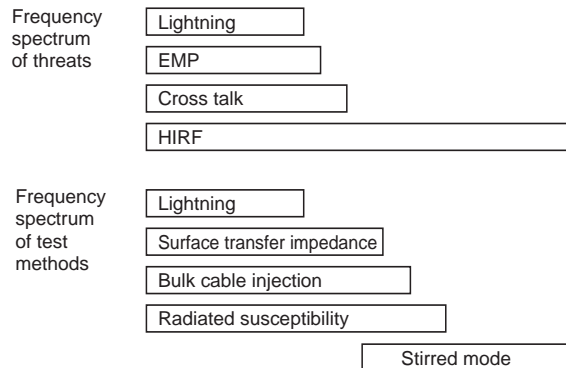 Frequency
spectrum
of threats
Lightning
EMP
Cross talk
HIRF
Frequency
spectrum
of test
methods
Lightning
Surface transfer impedance
Bulk cable injection
Radiated susceptibility
Stirred mode